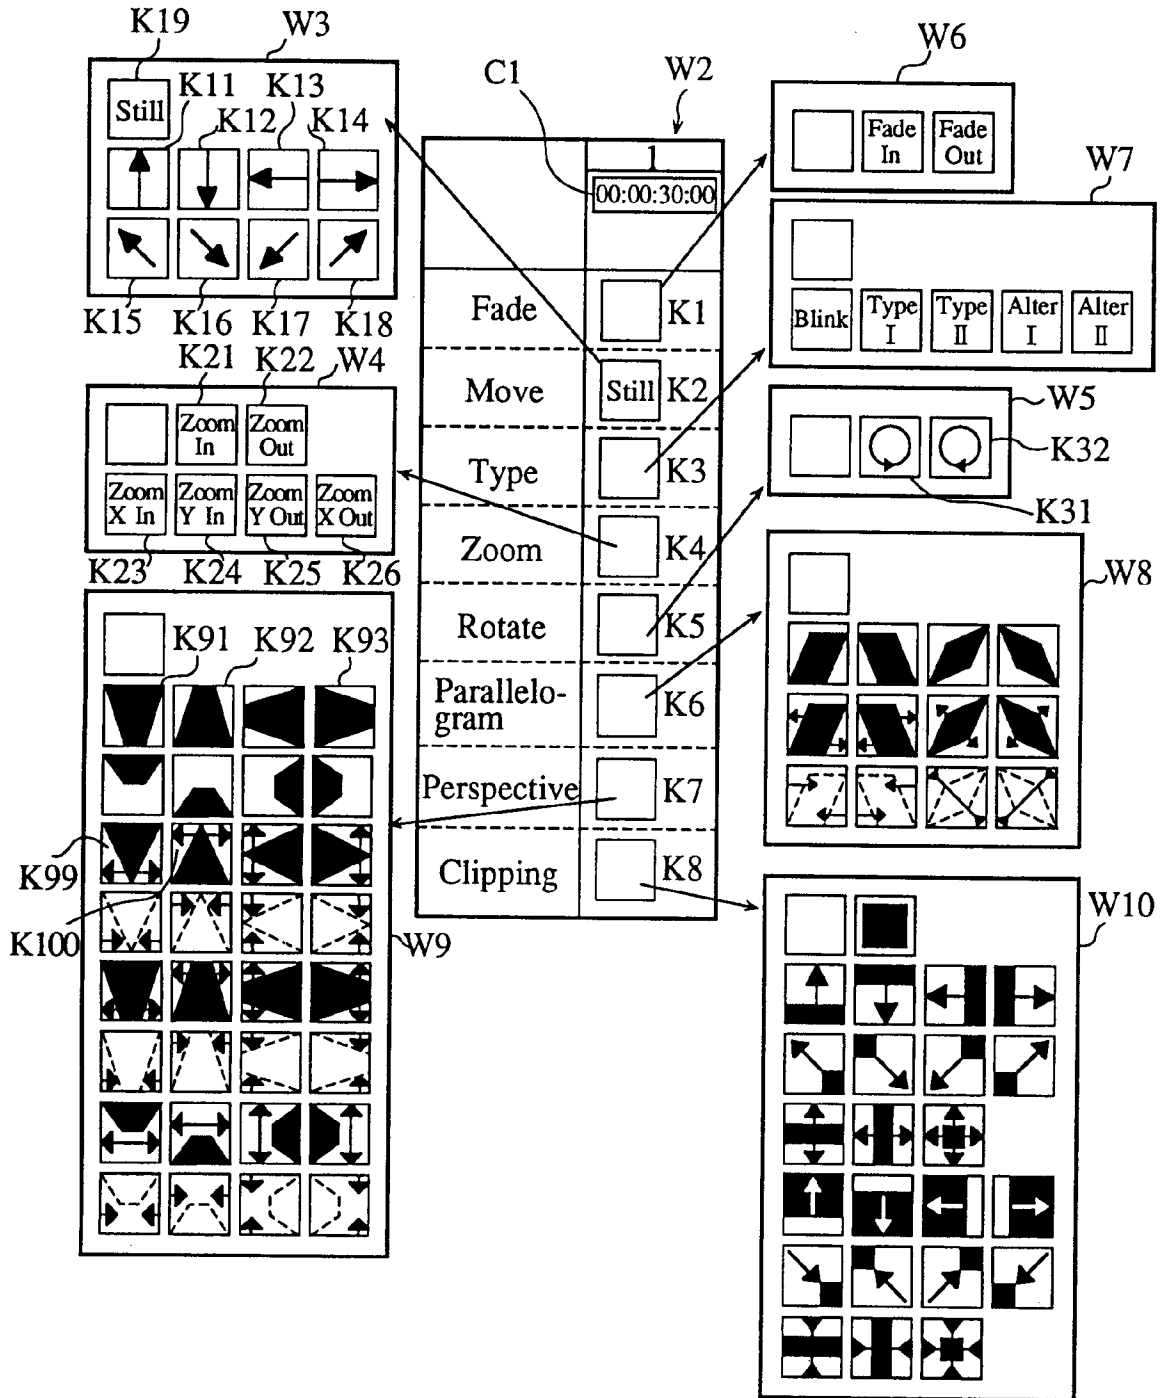 K19
W3
K11
K13
Still
K12
K14
K15
K16
K17
K18
K21
K22
W4
Zoom
In
Zoom
Out
Zoom
X In
Zoom
Y In
Zoom
Y Out
Zoom
X Out
K23
K24
K25
K26
K91
K92
K93
K99
K100
W9
C1
W2
1
00:00:30:00
Fade
K1
Move
Still
K2
Type
K3
Zoom
K4
Rotate
K5
Parallelo-
gram
K6
Perspective
K7
Clipping
K8
W6
Fade
In
Fade
Out
W7
Blink
Type
I
Type
II
Alter
I
Alter
II
W5
K32
K31
W8
W10